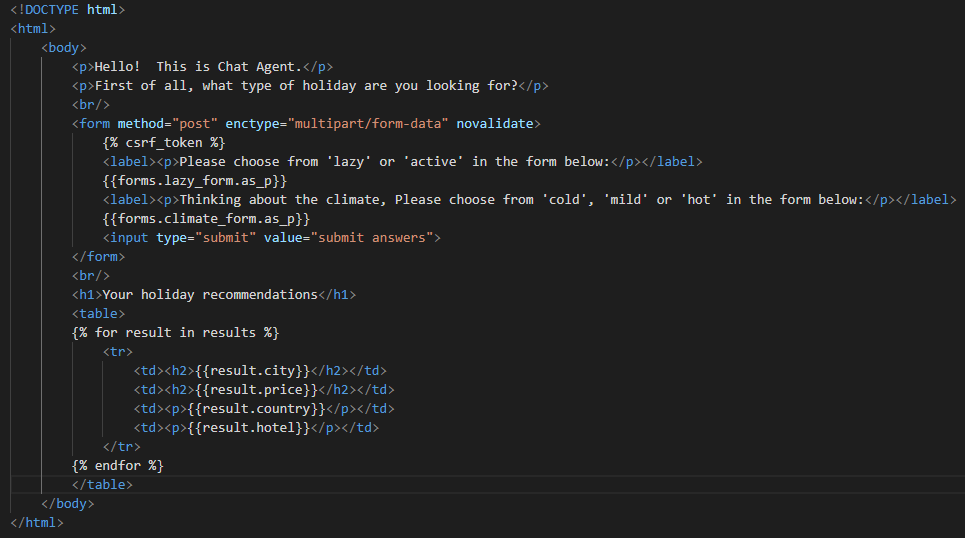 <!DOCTYPE html>
<html>
    <body>
        <p>Hello!  This is Chat Agent.</p>
        <p>First of all, what type of holiday are you looking for?</p>
        <br/>
        <form method="post" enctype="multipart/form-data" novalidate>
            {% csrf_token %}
            <label><p>Please choose from 'lazy' or 'active' in the form below:</p></label>
            {{forms.lazy_form.as_p}}
            <label><p>Thinking about the climate, Please choose from 'cold', 'mild' or 'hot' in the form below:</p></label>
            {{forms.climate_form.as_p}}
            <input type="submit" value="submit answers">
        </form>
        <br/>
        <h1>Your holiday recommendations</h1>
        <table>
        {% for result in results %}
            <tr>
                <td><h2>{{result.city}}</h2></td>
                <td><h2>{{result.price}}</h2></td>
                <td><p>{{result.country}}</p></td>
                <td><p>{{result.hotel}}</p></td>
            </tr>
        {% endfor %}
        </table>
    </body>
</html>